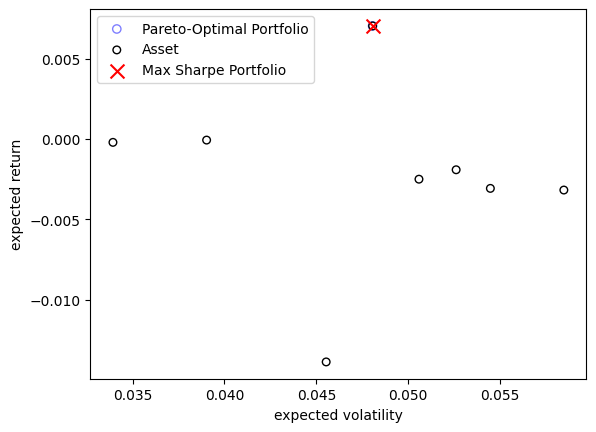 Pareto-Optimal Portfolio
Asset
Max Sharpe Portfolio
0.005
0.000
−0.005
−0.010
expected return
0.035 0.040 0.045 0.050 0.055
expected volatility